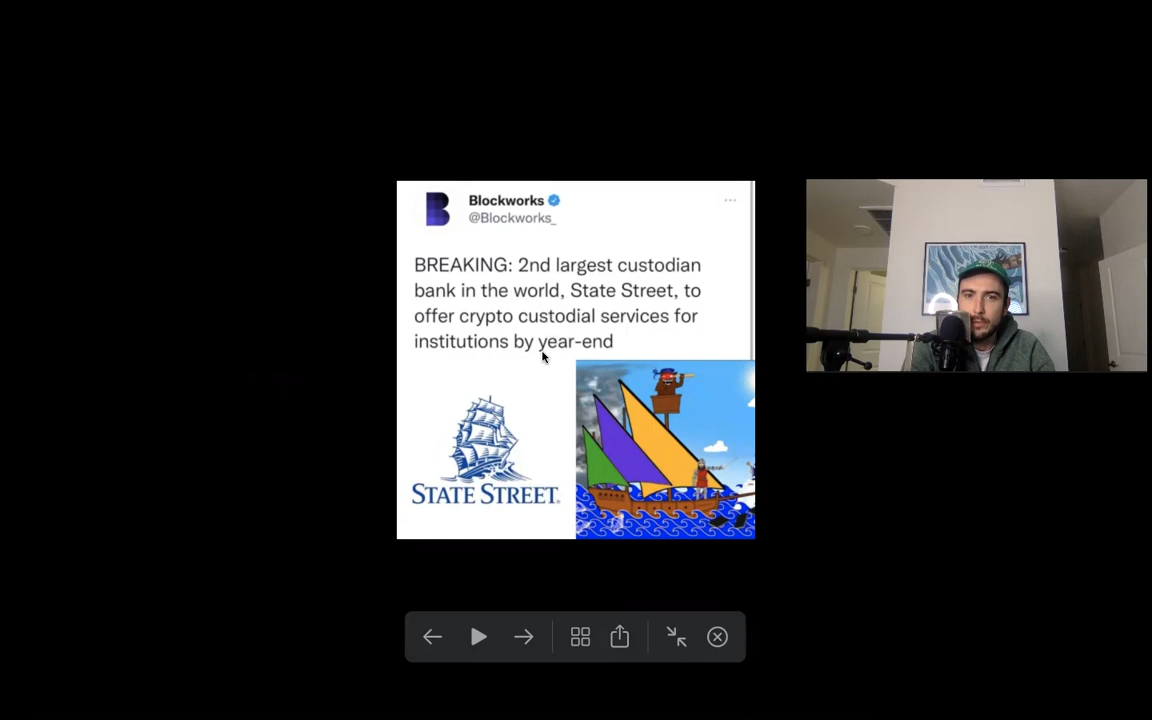 Blockworks
@Blockworks_
BREAKING: 2nd largest custodian
bank in the world, State Street, to
offer crypto custodial services for
institutions by year-end
STATE STREET.